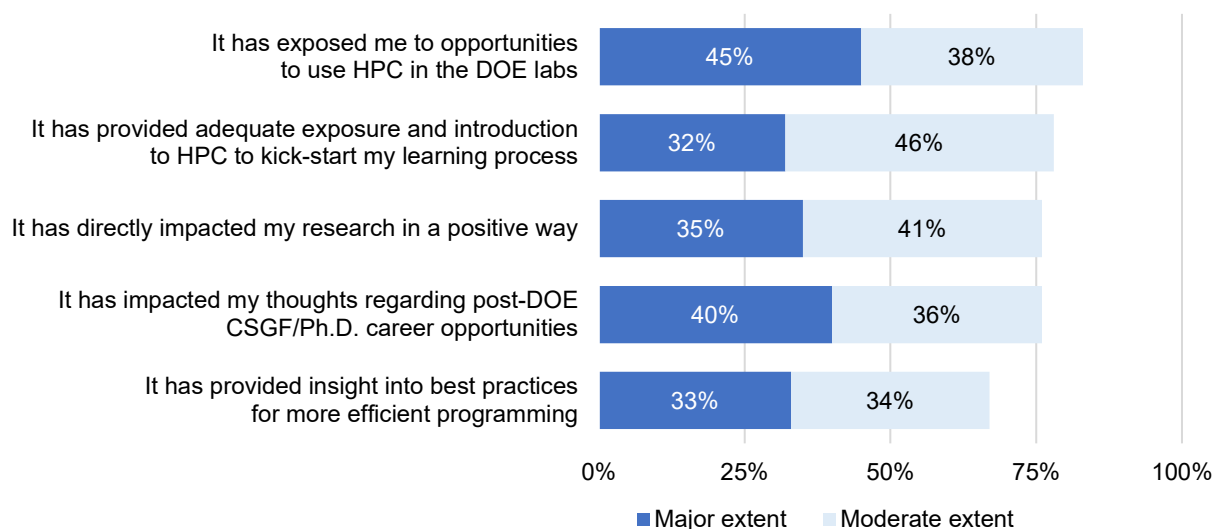 It has exposed me to opportunities
to use HPC in the DOE labs
45%
38%
It has provided adequate exposure and introduction
to HPC to kick-start my learning process
32%
46%
It has directly impacted my research in a positive way
35%
41%
It has impacted my thoughts regarding post-DOE
CSGF/Ph.D. career opportunities
40%
36%
It has provided insight into best practices
for more efficient programming
33%
34%
0%
25%
50%
75%
100%
Major extent
Moderate extent